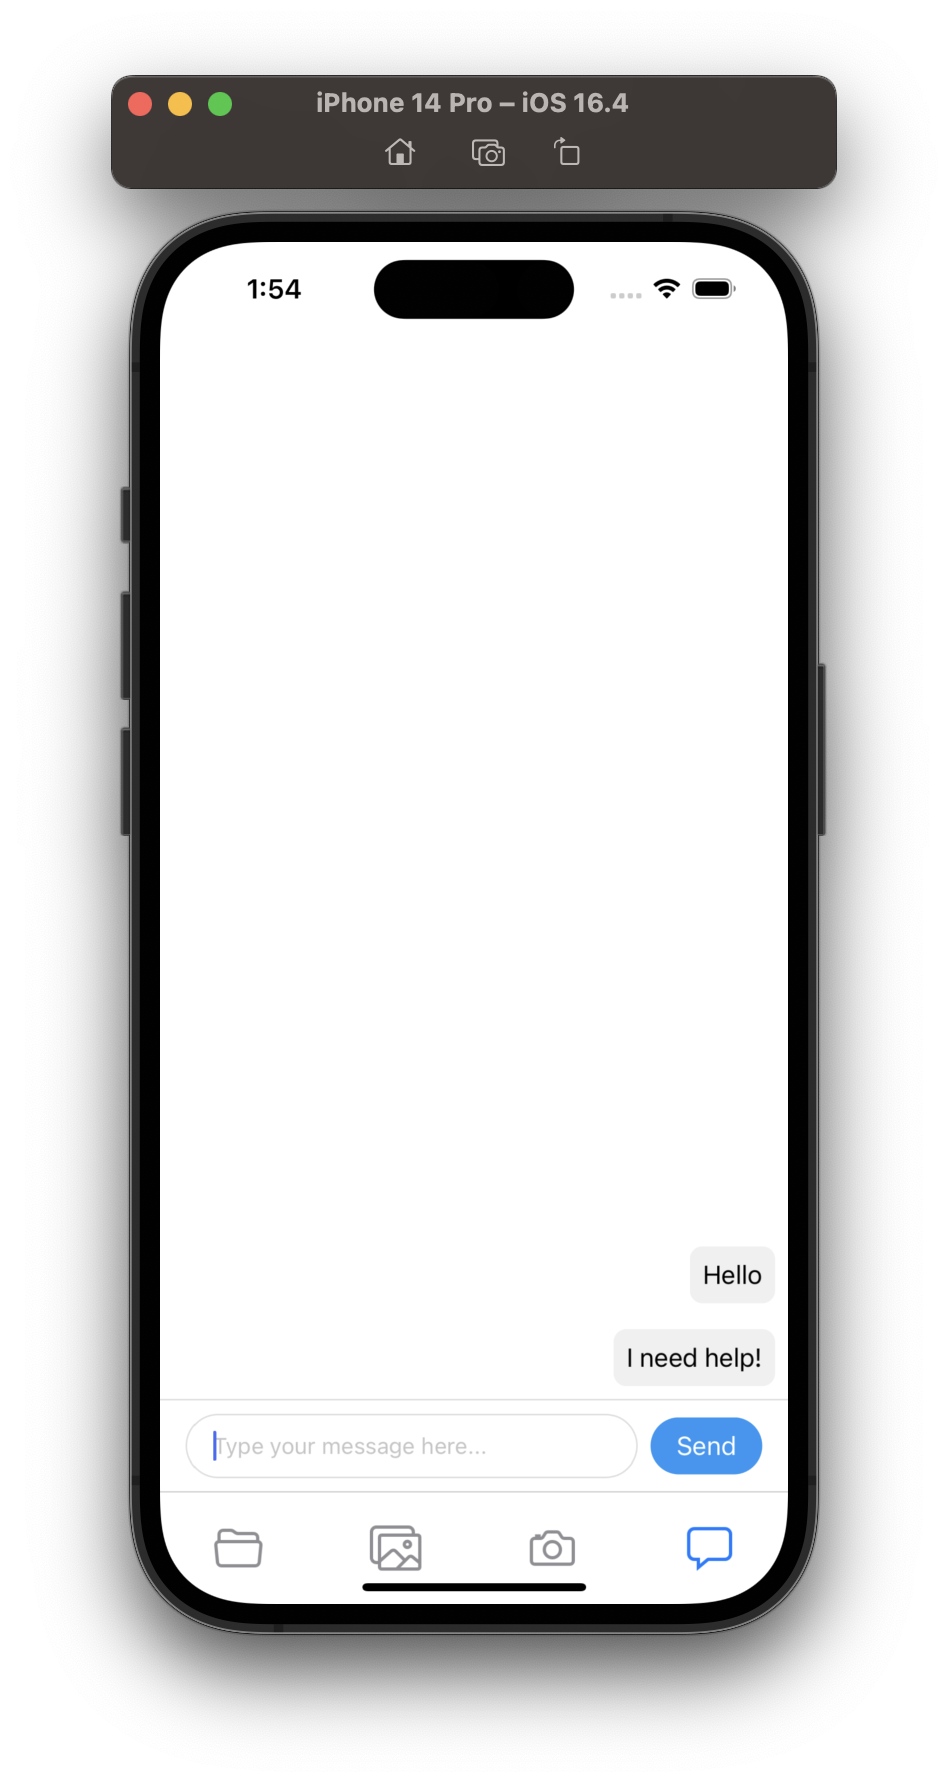 iPhone 14 Pro – iOS 16.4
1:54
Hello
I need help!
Type your message here...
Send